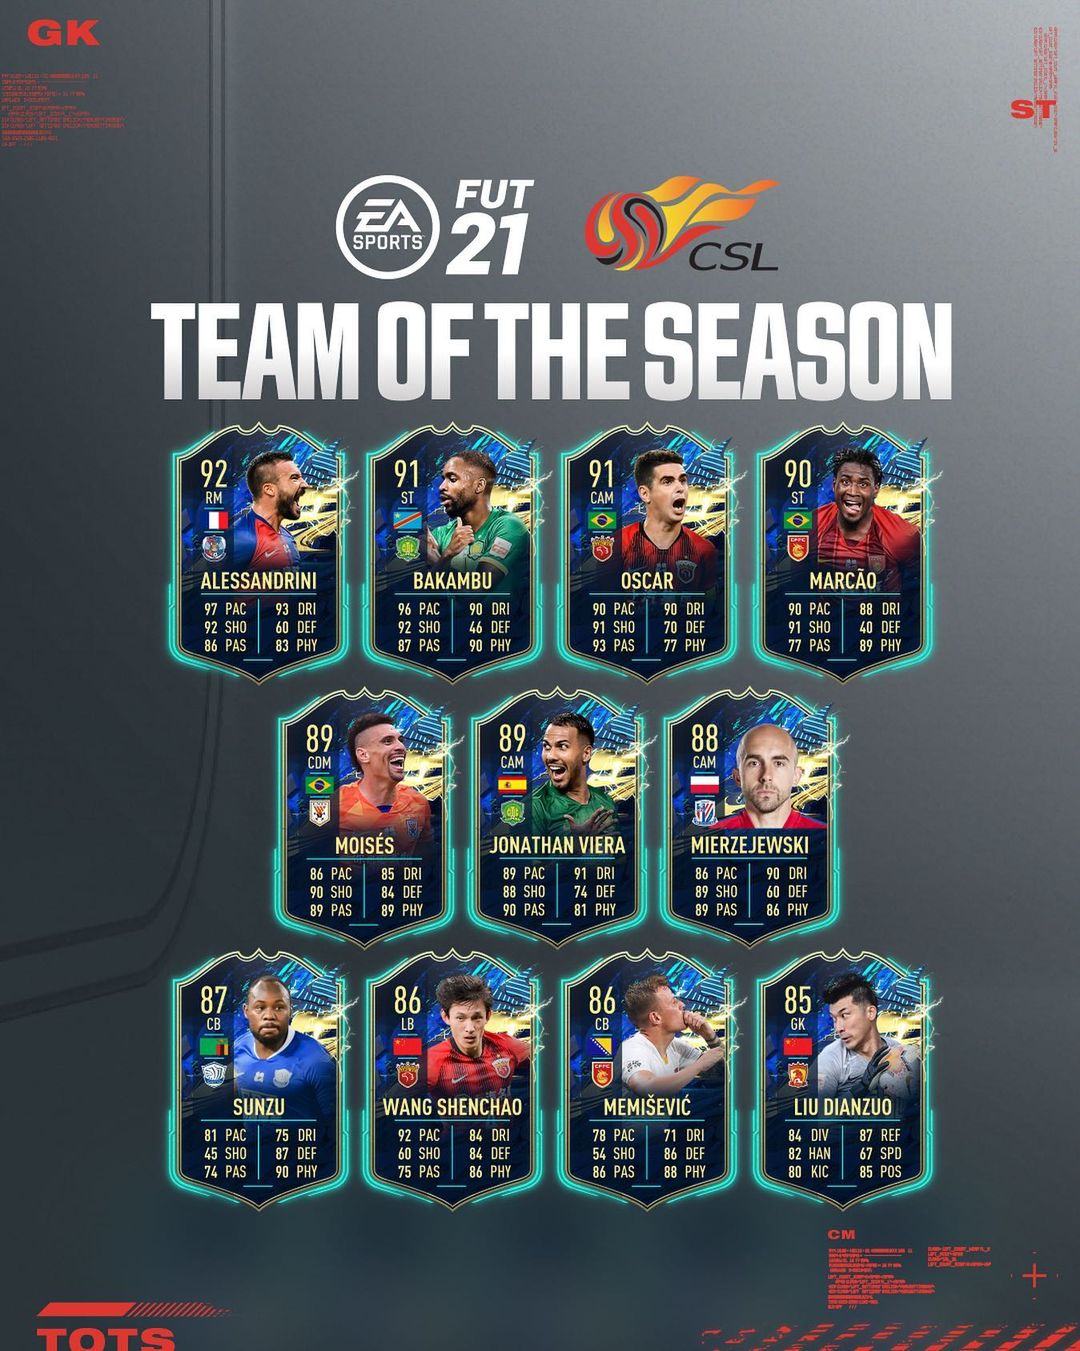 GK
ST
EA
SPORTS
FUT
21
CSL
TEAM OF THE SEASON
92
RM
ALESSANDRINI
97 PAC 93 DRI
92 SHO 60 DEF
86 PAS 83 PHY
91
ST
BAKAMBU
96 PAC 90 DRI
92 SHO 46 DEF
87 PAS 90 PHY
91
CAM
OSCAR
90 PAC 90 DRI
91 SHO 70 DEF
93 PAS 77 PHY
90
ST
MARCÃO
90 PAC 88 DRI
91 SHO 40 DEF
77 PAS 89 PHY
89
CDM
MOISÉS
86 PAC 85 DRI
90 SHO 84 DEF
89 PAS 89 PHY
89
CAM
JONATHAN VIERA
89 PAC 91 DRI
88 SHO 74 DEF
90 PAS 81 PHY
88
CAM
MIERZEJEWSKI
86 PAC 90 DRI
89 SHO 60 DEF
89 PAS 86 PHY
87
CB
SUNZU
81 PAC 75 DRI
45 SHO 87 DEF
74 PAS 90 PHY
86
LB
WANG SHENCHAO
92 PAC 84 DRI
60 SHO 84 DEF
75 PAS 86 PHY
86
CB
MEMIŠEVIĆ
78 PAC 71 DRI
54 SHO 86 DEF
86 PAS 88 PHY
85
GK
LIU DIANZUO
84 DIV 87 REF
82 HAN 67 SPD
80 KIC 85 POS
CM
TOTS